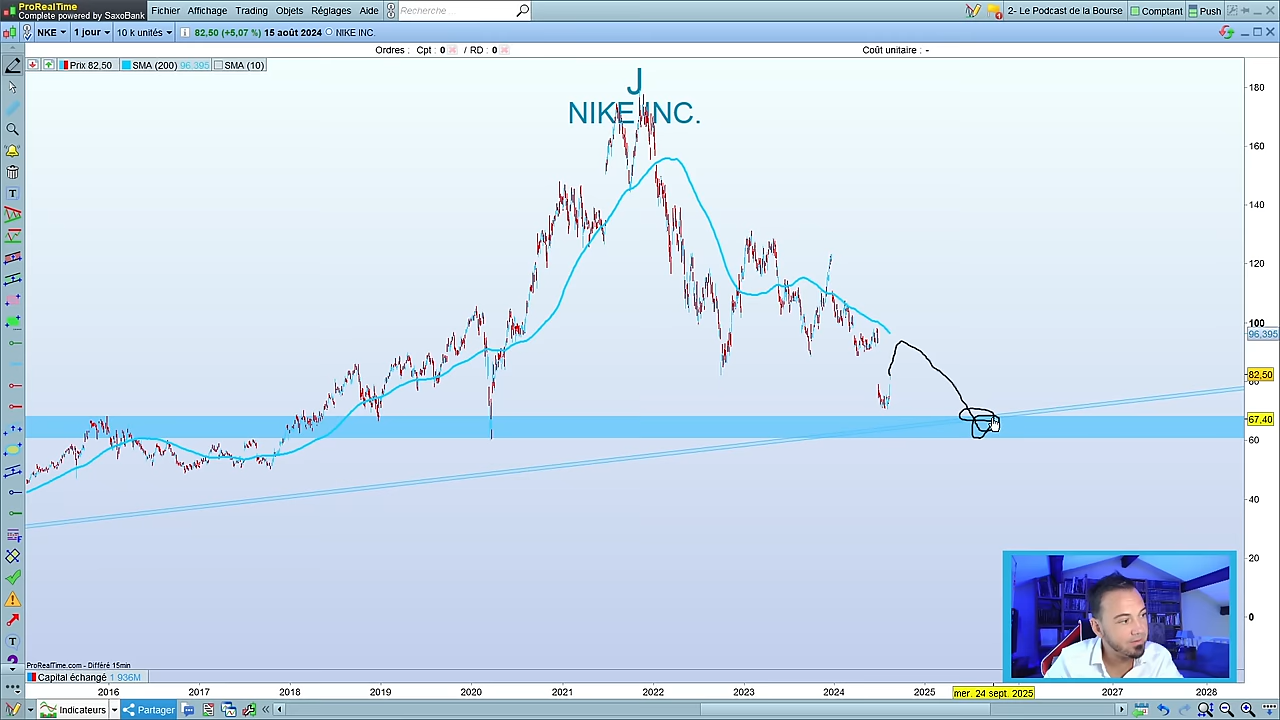 ProRealTime
Complete powered by SaxoBank
Fichier Affichage Trading Ordres Réglages Aide Recherche
2- Le Podcast de la Bourse Comptant Push
NKE 1 jour 10 k unités 82,50 (+5,07 %) 15 août 2024 NIKE INC.
Ordres : Cpt : 0 / RD : 0 Coût unitaire : -
Prix 82,50 SMA (200) 96,395 SMA (10)
J
NIKE INC.
180
160
140
120
100
96,395
82,50
80
67,40
60
40
20
0
ProRealTime.com - Différé 15min
Capital échangé 1 936M
2016 2017 2018 2019 2020 2021 2022 2023 2024 2025 mer. 24 sept. 2025 2027 2028
Indicateurs Partager